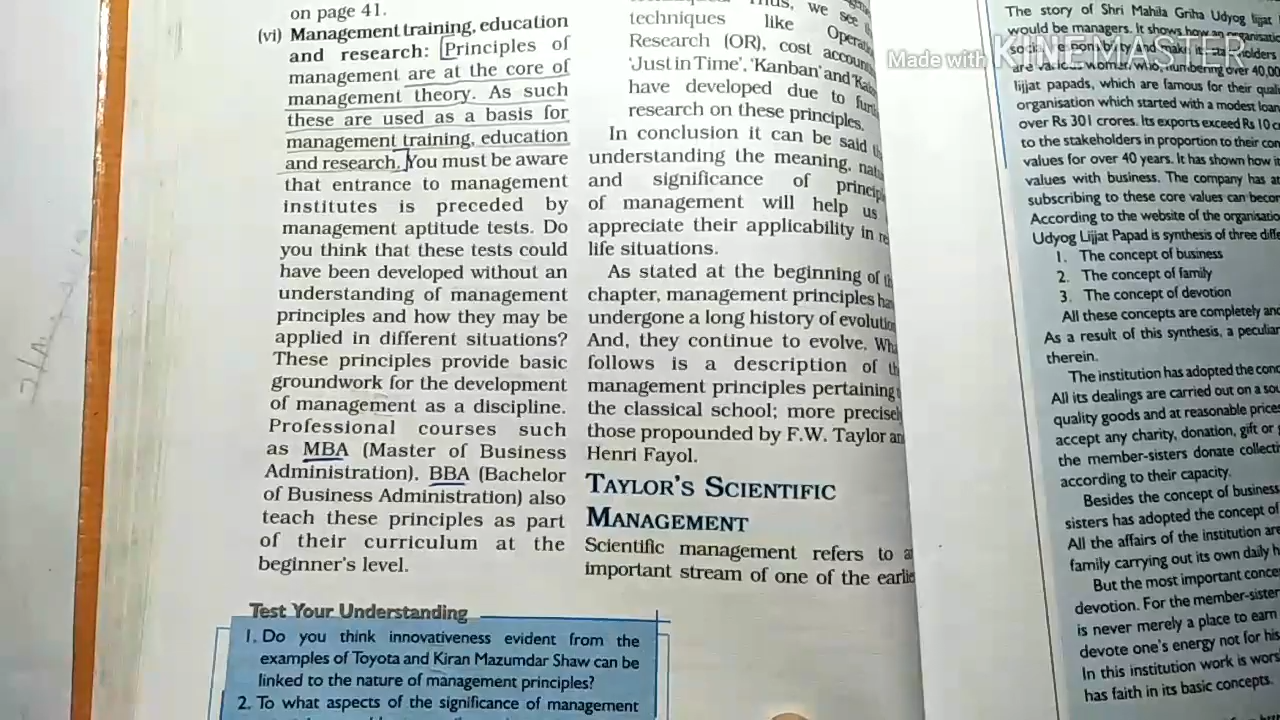 on page 41.
(vi) Management training, education
and research: Principles of
management are at the core of
management theory. As such
these are used as a basis for
management training, education
and research. You must be aware
that entrance to management
institutes is preceded by
management aptitude tests. Do
you think that these tests could
have been developed without an
understanding of management
principles and how they may be
applied in different situations?
These principles provide basic
groundwork for the development
of management as a discipline.
Professional courses such
as MBA (Master of Business
Administration), BBA (Bachelor
of Business Administration) also
teach these principles as part
of their curriculum at the
beginner's level.
we see
techniques like
Research (OR), cost
'Just in Time', 'Kanban' and
have developed due to
research on these principles.
In conclusion it can be said
understanding the meaning,
and significance of
of management will help us
appreciate their applicability in
life situations.
As stated at the beginning of
chapter, management principles
undergone a long history of
And, they continue to evolve.
follows is a description of
management principles pertaining
the classical school; more
those propounded by F.W. Taylor
Henri Fayol.
TAYLOR'S SCIENTIFIC
MANAGEMENT
Scientific management refers to
important stream of one of the
Test Your Understanding
1. Do you think innovativeness evident from the
examples of Toyota and Kiran Mazumdar Shaw can be
linked to the nature of management principles?
2. To what aspects of the significance of management
The story of Shri Mahila Griha Udyog Lijjat
would be managers. It shows how an
lijjat papads, which are famous for their
organisation which started with a modest loan
over Rs 301 crores. Its exports exceed Rs 10
to the stakeholders in proportion to their
values for over 40 years. It has shown how
values with business. The company has
subscribing to these core values can
According to the website of the
Udyog Lijjat Papad is synthesis of three
1. The concept of business
2. The concept of family
3. The concept of devotion
All these concepts are completely
As a result of this synthesis, a
therein.
The institution has adopted the
All its dealings are carried out on a
quality goods and at reasonable
accept any charity, donation, gift or
the member-sisters donate
according to their capacity.
Besides the concept of business
sisters has adopted the concept of
All the affairs of the institution
family carrying out its own daily
But the most important
devotion. For the
is never merely a place to earn
devote one's energy not for his
In this institution work is
has faith in its basic concepts.
Made with KINEMASTER